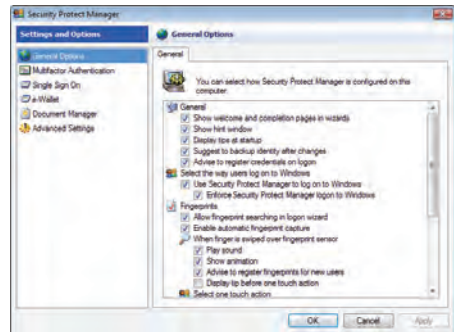 Security Protect Manager
Settings and Options
General Options
General Options
Multifactor Authentication
Single Sign On
e-Wallet
Document Manager
Advanced Settings
General
You can select how Security Protect Manager is configured on this
computer.
General
Show welcome and completion pages in wizards
Show hint window
Display tips at startup
Suggest to backup identity after changes
Advise to register credentials on logon
Select the way users log on to Windows
Use Security Protect Manager to log on to Windows
Enforce Security Protect Manager logon to Windows
Fingerprints
Allow fingerprint searching in logon wizard
Enable automatic fingerprint capture
When finger is swiped over fingerprint sensor
Play sound
Show animation
Advise to register fingerprints for new users
Display tip before one touch action
Select one touch action
OK
Cancel
Apply